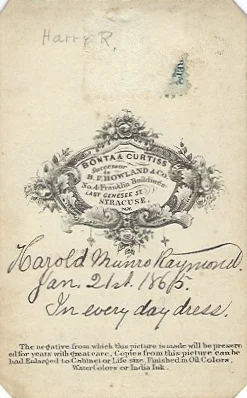 Harry R.
BONTA & CURTISS
Successors
to
B.F. HOWLAND & CO.
No. 4 Franklin Buildings
EAST GENESEE ST.
SYRACUSE
N.Y.
Harold Munro Raymond.
Jan. 21st. 1865.
In every day dress.
The negative from which this picture is made will be preserv-
ed for years with great care. Copies from this picture can be
had Enlarged to Cabinet or Life size. Finished in Oil Colors,
Water Colors or India Ink.